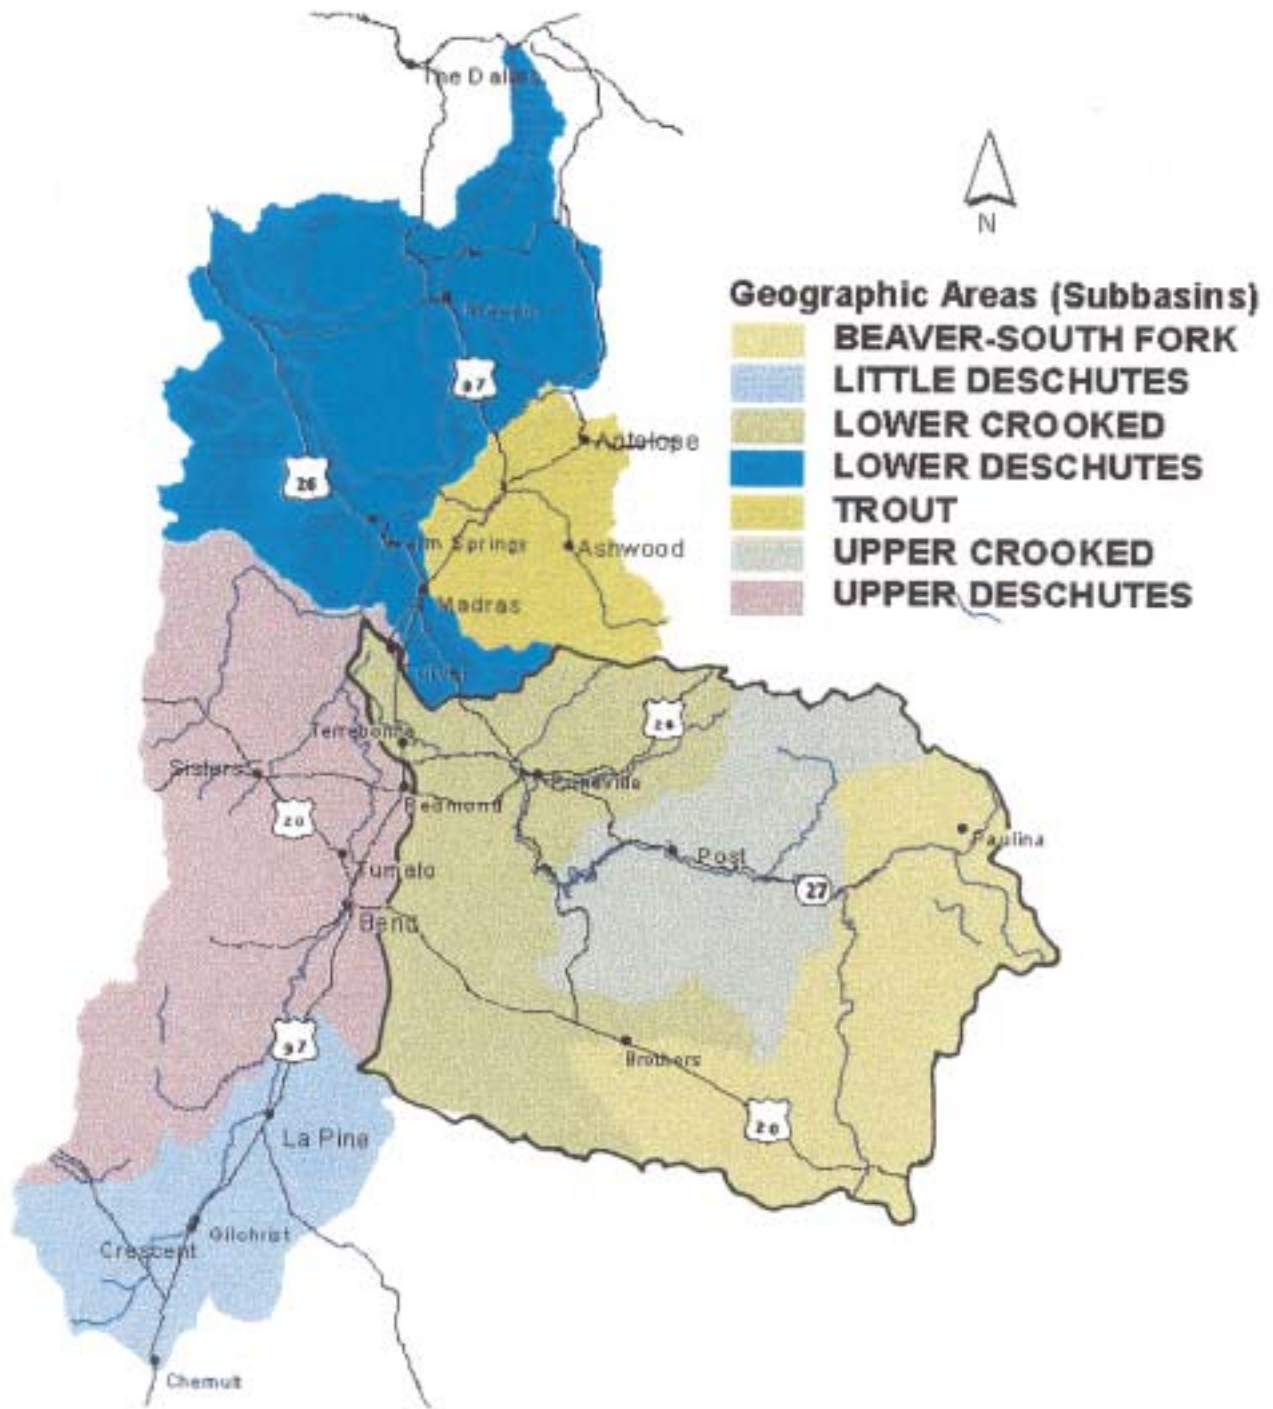 The Dalles
N
Geographic Areas (Subbasins)
BEAVER-SOUTH FORK
LITTLE DESCHUTES
LOWER CROOKED
LOWER DESCHUTES
TROUT
UPPER CROOKED
UPPER DESCHUTES
97
Antelope
26
Warm Springs
Ashwood
Madras
Culver
26
Terrebonne
Sisters
Prineville
Redmond
20
Paulina
Post
Tumalo
27
Bend
97
Brothers
20
La Pine
Gilchrist
Crescent
Chemult